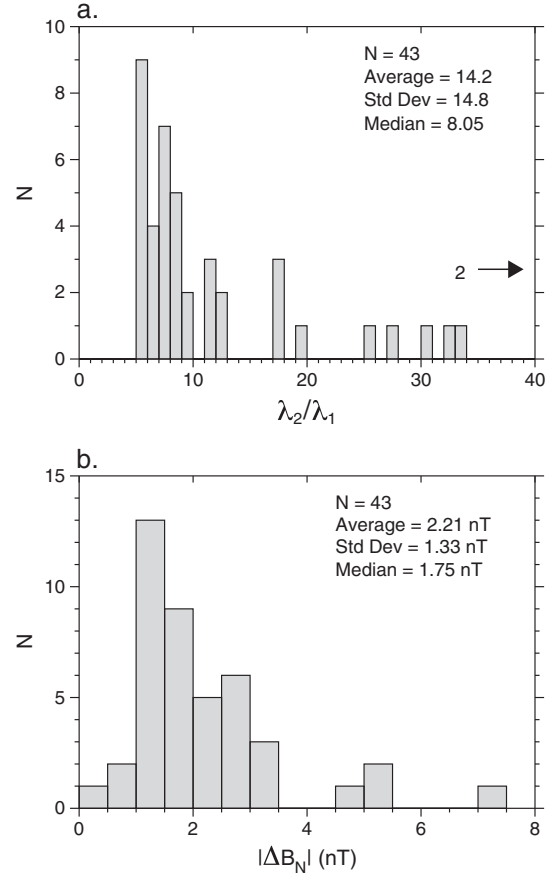 a.
10
N = 43
Average = 14.2
Std Dev = 14.8
Median = 8.05
8
6
N
4
2
2
0
0 10 20 30 40
λ2/λ1
b.
15
N = 43
Average = 2.21 nT
Std Dev = 1.33 nT
Median = 1.75 nT
10
N
5
0
0 2 4 6 8
|ΔBN| (nT)